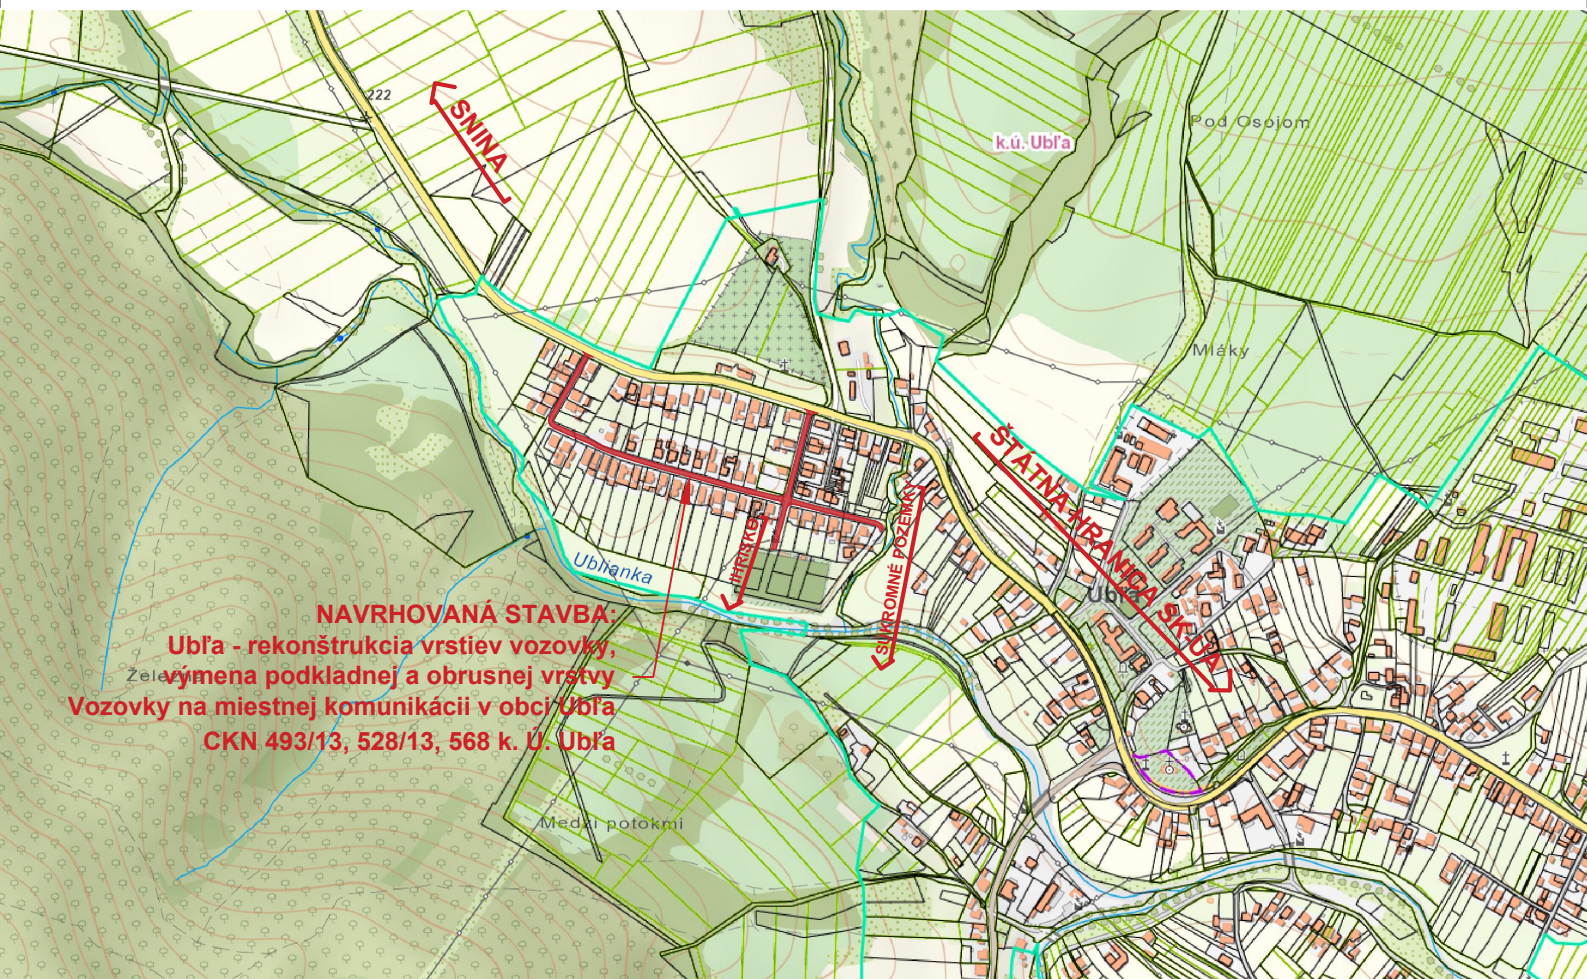 222
SNINA
Pod Osojom
k.ú. Ubľa
Mláky
ŠTÁTNA HRANICA SK/UA
IHRISKO
SÚKROMNÉ POZEMKY
Ublianka
Ubľa
NAVRHOVANÁ STAVBA:
Ubľa - rekonštrukcia vrstiev vozovky,
výmena podkladnej a obrusnej vrstvy
Vozovky na miestnej komunikácii v obci Ubľa
CKN 493/13, 528/13, 568 k. Ú. Ubľa
Medzi potokmi